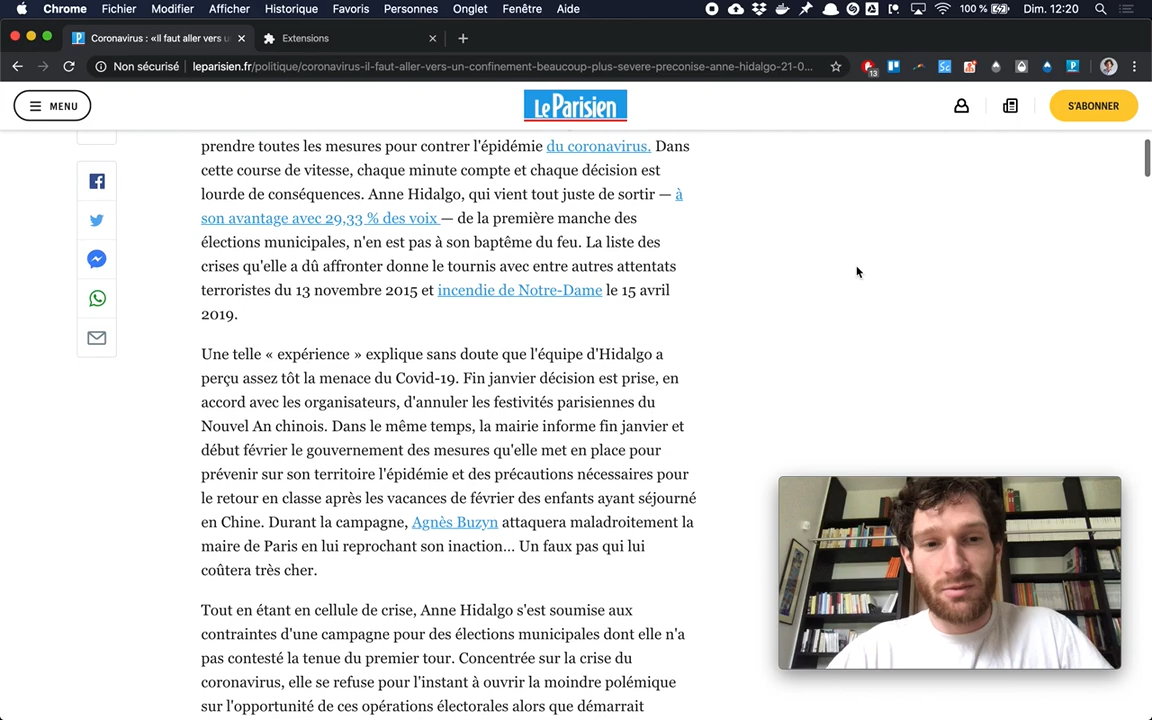 Chrome Fichier Modifier Afficher Historique Favoris Personnes Onglet Fenêtre Aide 100 % Dim. 12:20
Coronavirus : «Il faut aller vers u
Extensions
Non sécurisé leparisien.fr/politique/coronavirus-il-faut-aller-vers-un-confinement-beaucoup-plus-severe-preconise-anne-hidalgo-21-0... 13
MENU
Le Parisien
S'ABONNER
prendre toutes les mesures pour contrer l'épidémie du coronavirus. Dans
cette course de vitesse, chaque minute compte et chaque décision est
lourde de conséquences. Anne Hidalgo, qui vient tout juste de sortir — à
son avantage avec 29,33 % des voix — de la première manche des
élections municipales, n'en est pas à son baptême du feu. La liste des
crises qu'elle a dû affronter donne le tournis avec entre autres attentats
terroristes du 13 novembre 2015 et incendie de Notre-Dame le 15 avril
2019.
Une telle « expérience » explique sans doute que l'équipe d'Hidalgo a
perçu assez tôt la menace du Covid-19. Fin janvier décision est prise, en
accord avec les organisateurs, d'annuler les festivités parisiennes du
Nouvel An chinois. Dans le même temps, la mairie informe fin janvier et
début février le gouvernement des mesures qu'elle met en place pour
prévenir sur son territoire l'épidémie et des précautions nécessaires pour
le retour en classe après les vacances de février des enfants ayant séjourné
en Chine. Durant la campagne, Agnès Buzyn attaquera maladroitement la
maire de Paris en lui reprochant son inaction... Un faux pas qui lui
coûtera très cher.
Tout en étant en cellule de crise, Anne Hidalgo s'est soumise aux
contraintes d'une campagne pour des élections municipales dont elle n'a
pas contesté la tenue du premier tour. Concentrée sur la crise du
coronavirus, elle se refuse pour l'instant à ouvrir la moindre polémique
sur l'opportunité de ces opérations électorales alors que démarrait